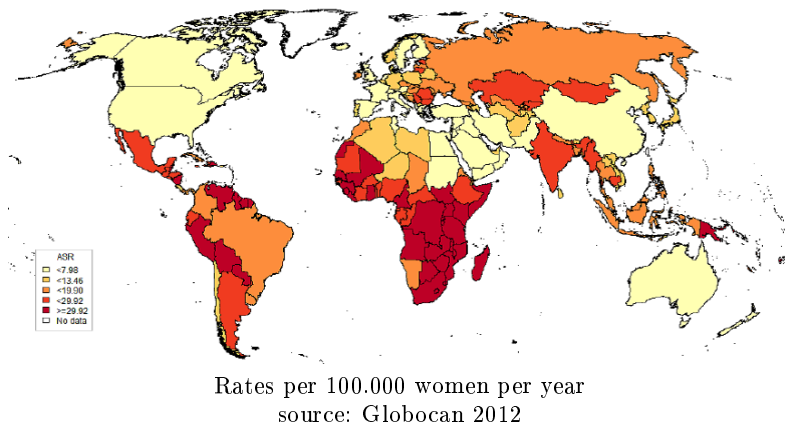 ASR
<7.98
<13.46
<19.90
<29.92
>=29.92
No data
Rates per 100.000 women per year
source: Globocan 2012